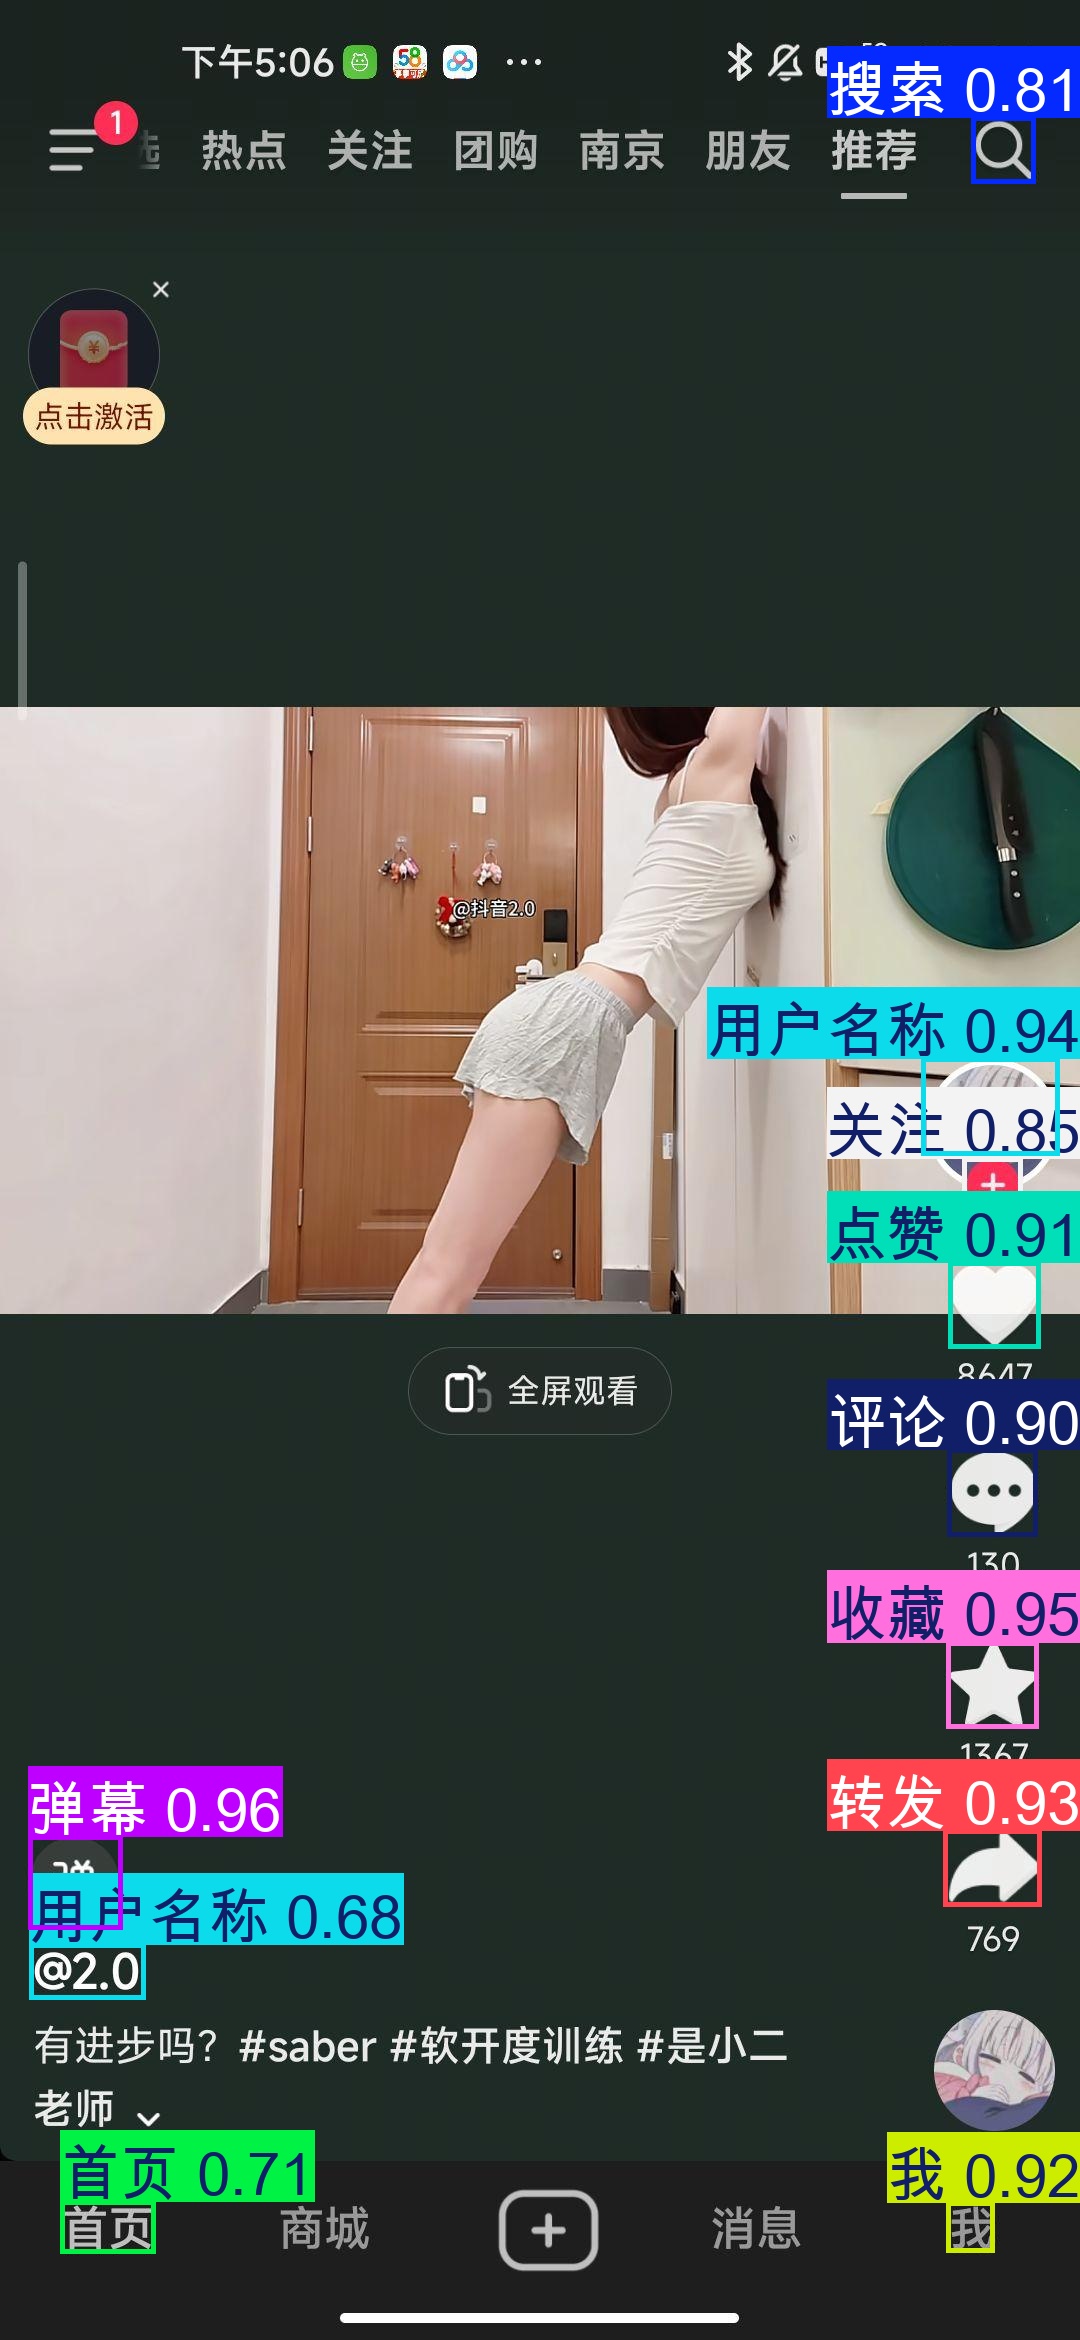 下午5:06
搜索 0.81
1
热点 关注 团购 南京 朋友 推荐
点击激活
@抖音2.0
用户名称 0.94
关注 0.85
点赞 0.91
8647
全屏观看
评论 0.90
130
收藏 0.95
1367
弹幕 0.96
转发 0.93
用户名称 0.68
769
@2.0
有进步吗？#saber #软开度训练 #是小二
老师
首页 0.71
我 0.92
首页 商城 消息 我